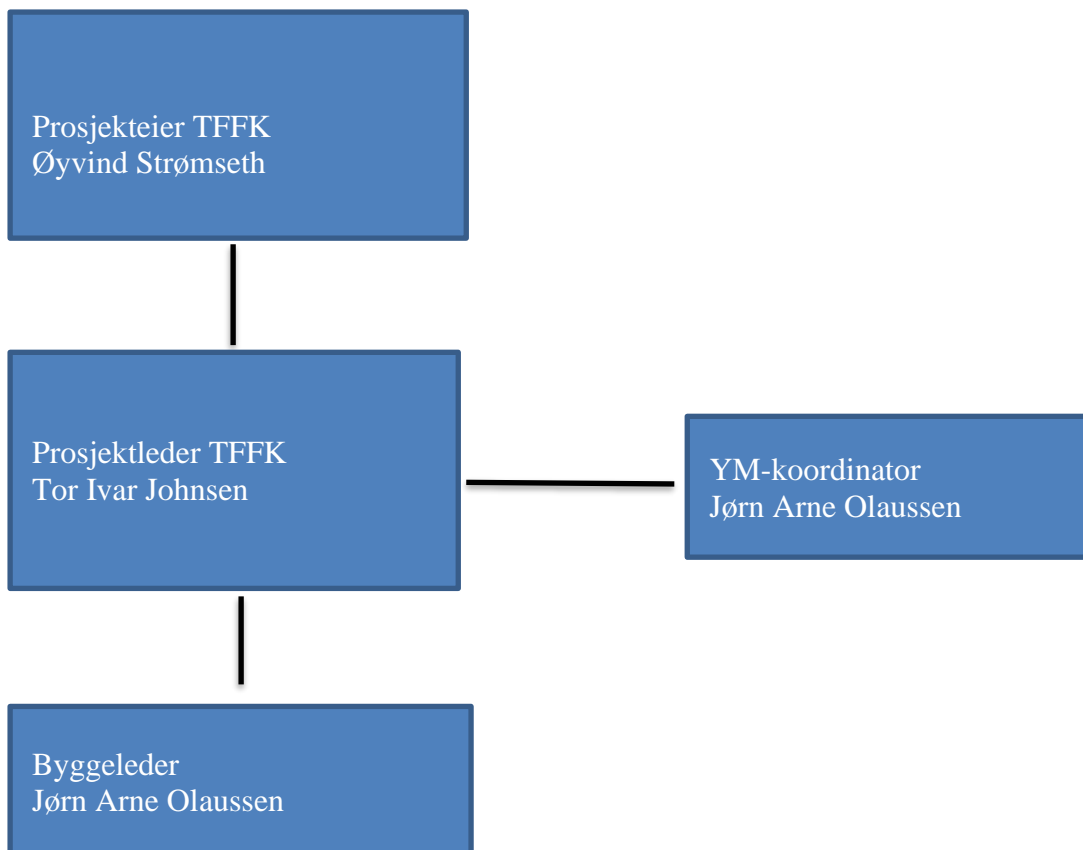 Prosjekteier TFFK
Øyvind Strømseth
Prosjektleder TFFK
Tor Ivar Johnsen
YM-koordinator
Jørn Arne Olaussen
Byggeleder
Jørn Arne Olaussen